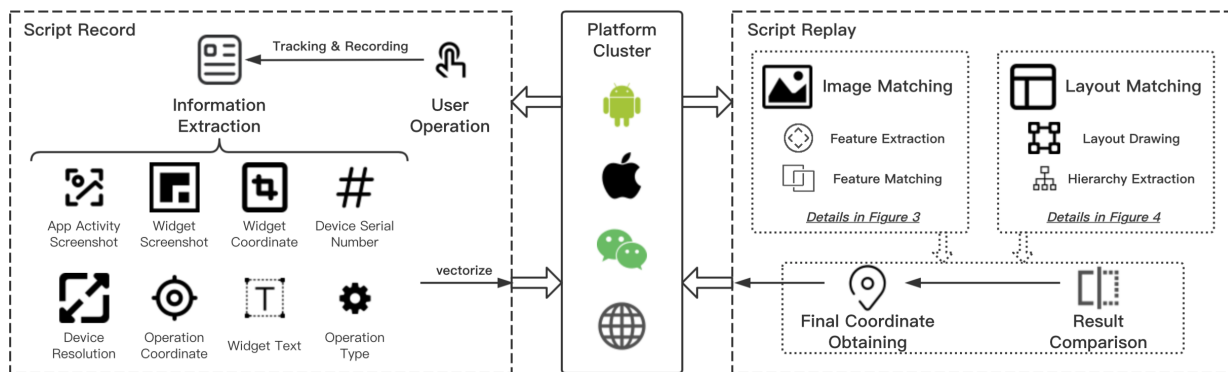 Script Record
Tracking & Recording
Information
Extraction
User
Operation
App Activity
Screenshot
Widget
Screenshot
Widget
Coordinate
Device Serial
Number
Device
Resolution
Operation
Coordinate
Widget Text
Operation
Type
vectorize
Platform
Cluster
Script Replay
Image Matching
Feature Extraction
Feature Matching
Details in Figure 3
Layout Matching
Layout Drawing
Hierarchy Extraction
Details in Figure 4
Final Coordinate
Obtaining
Result
Comparison